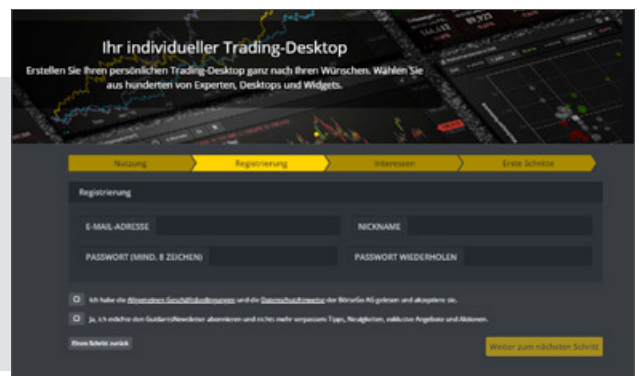 Ihr individueller Trading-Desktop
Erstellen Sie Ihren persönlichen Trading-Desktop ganz nach Ihren Wünschen. Wählen Sie
aus hunderten von Experten, Desktops und Widgets.
Nutzung
Registrierung
Interessen
Erste Schritte
Registrierung
E-MAIL-ADRESSE
NICKNAME
PASSWORT (MIND. 8 ZEICHEN)
PASSWORT WIEDERHOLEN
Ich habe die Allgemeinen Geschäftsbedingungen und die Datenschutzhinweise der BörseGo AG gelesen und akzeptiere sie.
Ja, ich möchte den GuidantsNewsletter abonnieren und nichts mehr verpassen: Tipps, Neuigkeiten, exklusive Angebote und Aktionen.
Einen Schritt zurück
Weiter zum nächsten Schritt